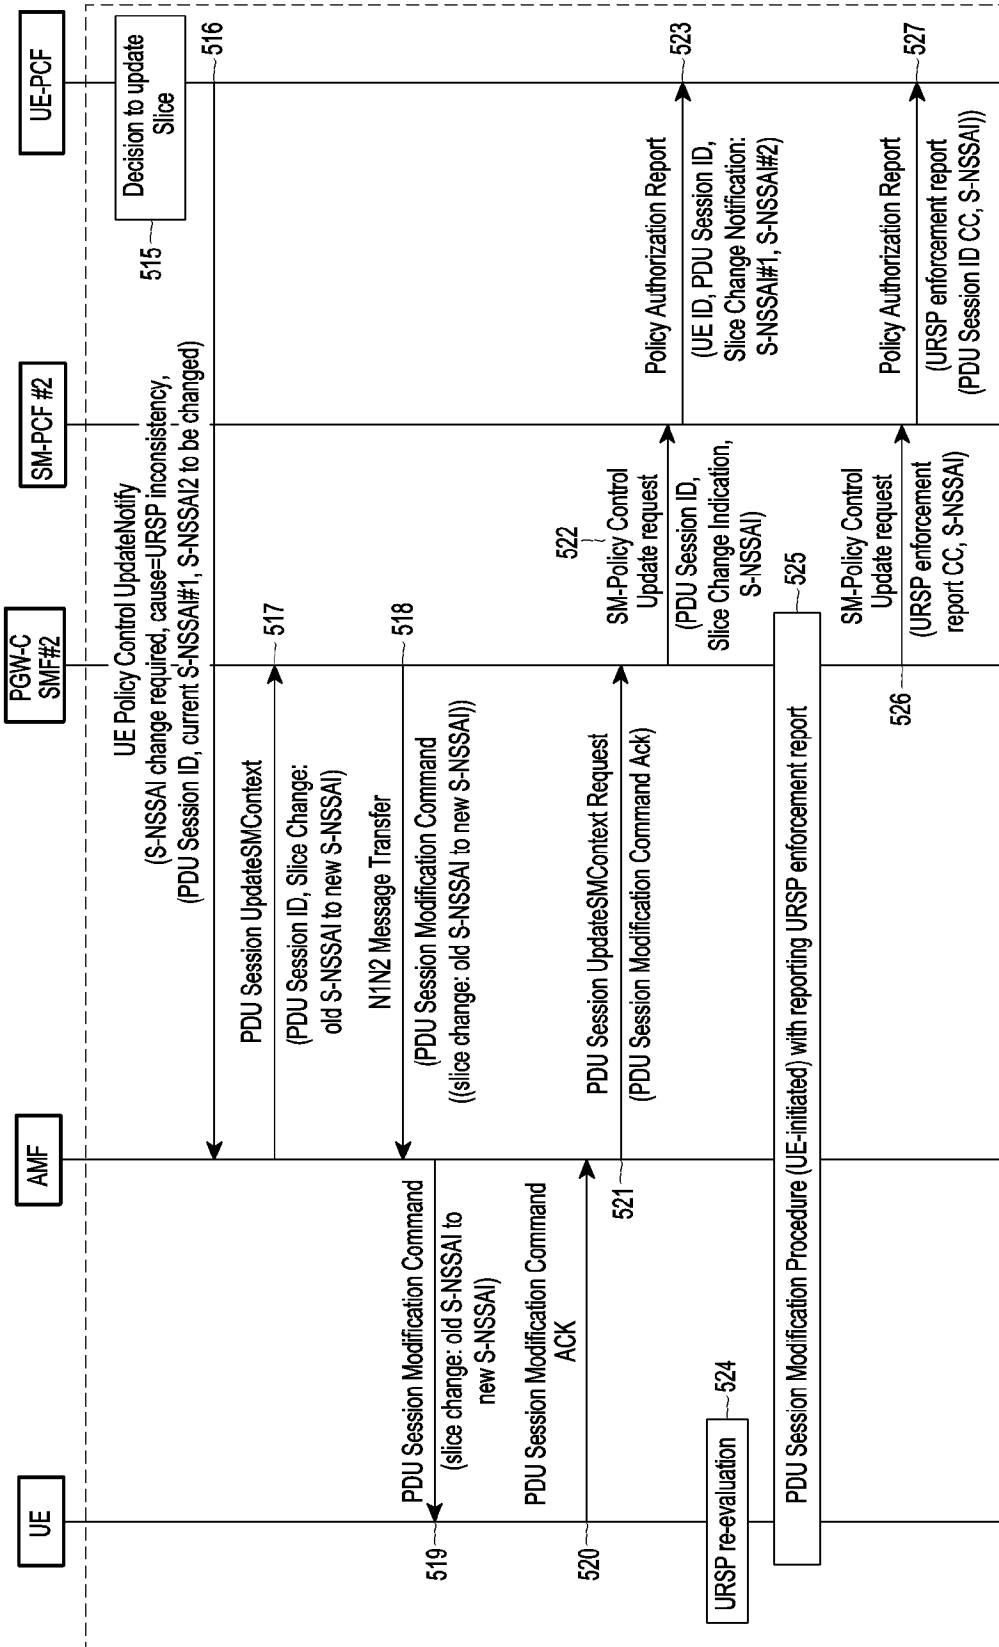 UE
AMF
PGW-C
SMF#2
SM-PCF #2
UE-PCF
Decision to update
Slice
515
UE Policy Control UpdateNotify
(S-NSSAI change required, cause=URSP inconsistency,
(PDU Session ID, current S-NSSAI#1, S-NSSAI2 to be changed)
516
PDU Session UpdateSMContext
(PDU Session ID, Slice Change:
old S-NSSAI to new S-NSSAI)
517
N1N2 Message Transfer
(PDU Session Modification Command
((slice change: old S-NSSAI to new S-NSSAI))
518
PDU Session Modification Command
(slice change: old S-NSSAI to
new S-NSSAI)
519
PDU Session Modification Command
ACK
520
PDU Session UpdateSMContext Request
(PDU Session Modification Command Ack)
521
522
SM-Policy Control
Update request
(PDU Session ID,
Slice Change Indication,
S-NSSAI)
Policy Authorization Report
(UE ID, PDU Session ID,
Slice Change Notification:
S-NSSAI#1, S-NSSAI#2)
523
URSP re-evaluation
524
PDU Session Modification Procedure (UE-initiated) with reporting URSP enforcement report
525
SM-Policy Control
Update request
(URSP enforcement
report CC, S-NSSAI)
526
Policy Authorization Report
(URSP enforcement report
(PDU Session ID CC, S-NSSAI))
527